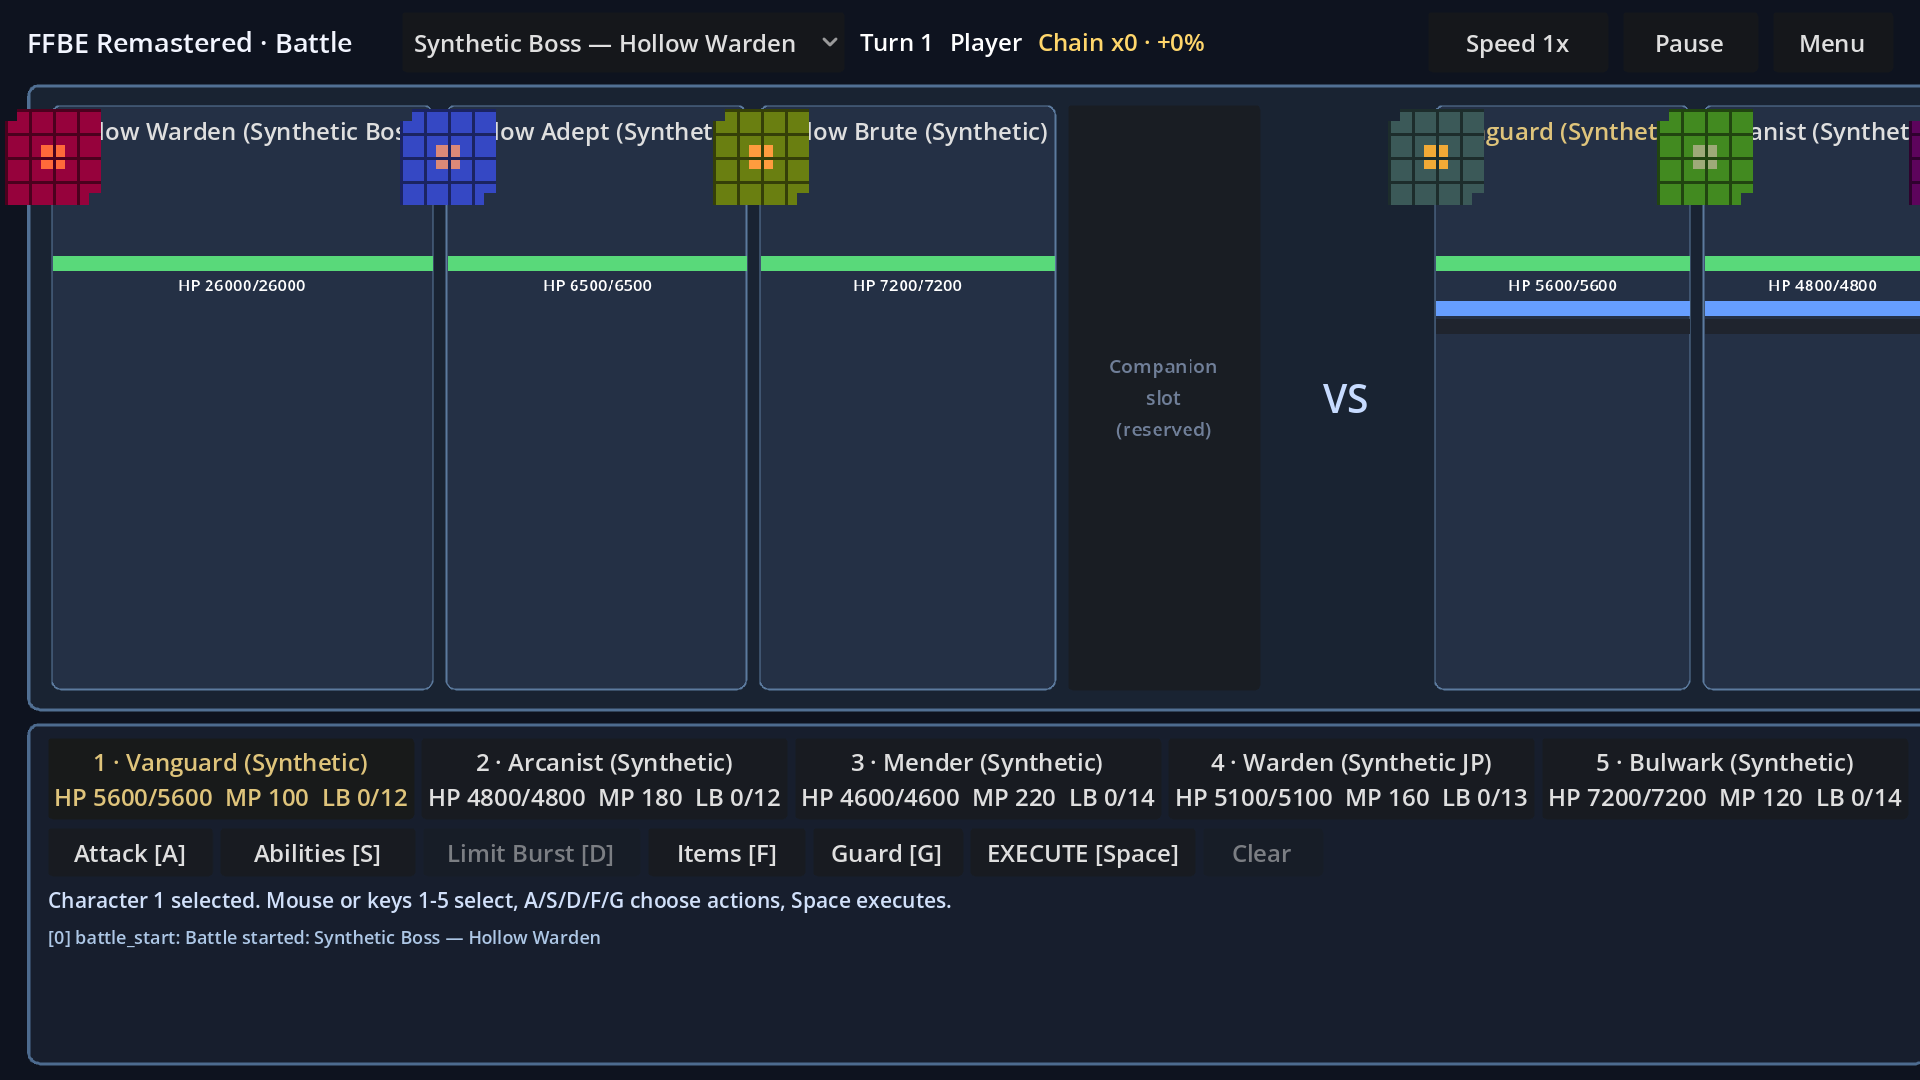 FFBE Remastered · Battle
Synthetic Boss — Hollow Warden
Turn 1 Player Chain x0 · +0%
Speed 1x
Pause
Menu
low Warden (Synthetic Bos
low Adept (Synthet
low Brute (Synthetic)
guard (Synthet
anist (Synthet
HP 26000/26000
HP 6500/6500
HP 7200/7200
HP 5600/5600
HP 4800/4800
Companion
slot
(reserved)
VS
1 · Vanguard (Synthetic)
HP 5600/5600 MP 100 LB 0/12
2 · Arcanist (Synthetic)
HP 4800/4800 MP 180 LB 0/12
3 · Mender (Synthetic)
HP 4600/4600 MP 220 LB 0/14
4 · Warden (Synthetic JP)
HP 5100/5100 MP 160 LB 0/13
5 · Bulwark (Synthetic)
HP 7200/7200 MP 120 LB 0/14
Attack [A]
Abilities [S]
Limit Burst [D]
Items [F]
Guard [G]
EXECUTE [Space]
Clear
Character 1 selected. Mouse or keys 1-5 select, A/S/D/F/G choose actions, Space executes.
[0] battle_start: Battle started: Synthetic Boss — Hollow Warden